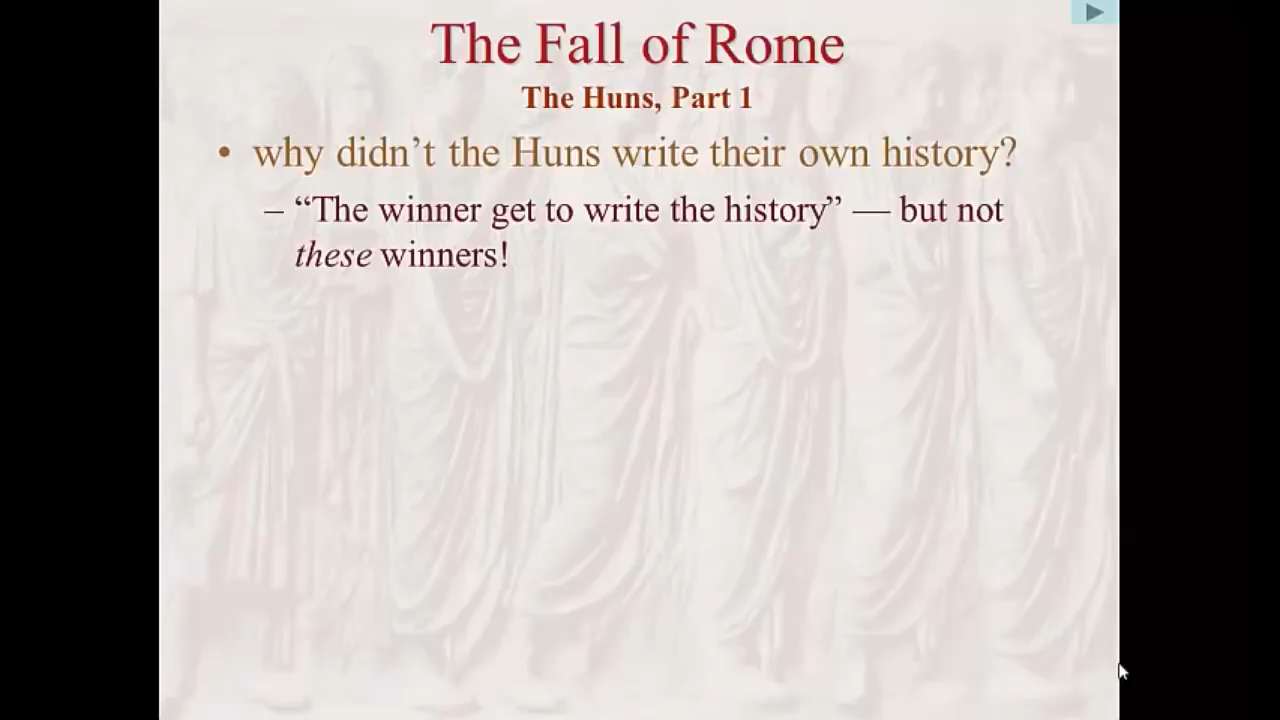 The Fall of Rome
The Huns, Part 1
• why didn’t the Huns write their own history?
– “The winner get to write the history” — but not
these winners!